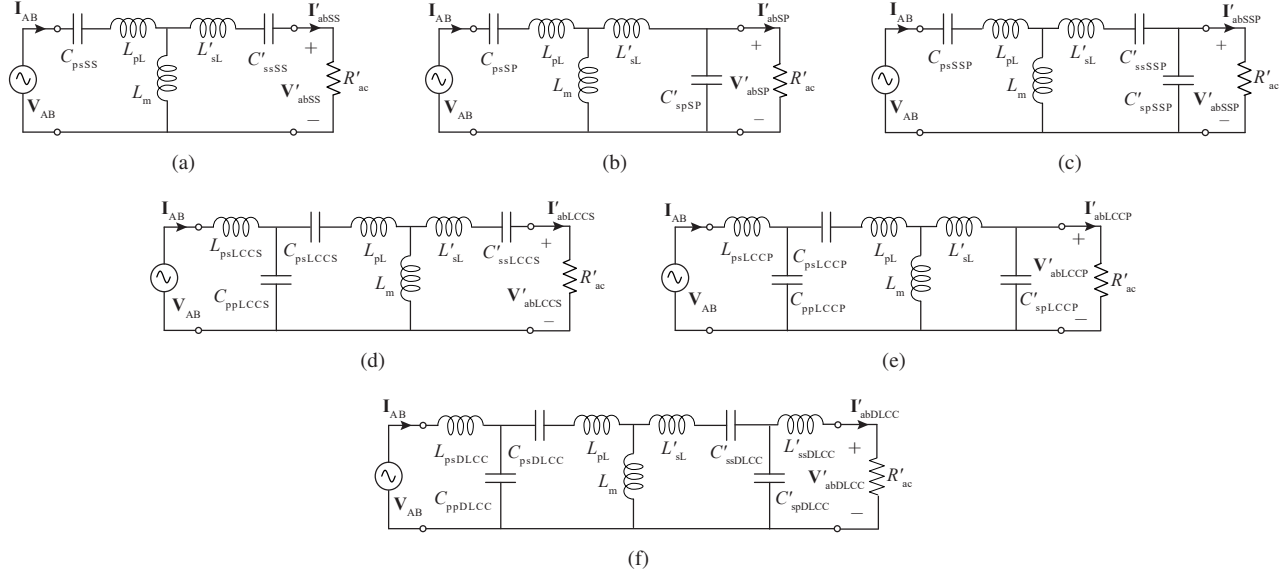 I_AB I'_abSS
C_psSS L_pL L'_sL C'_ssSS
L_m + V'_abSS R'_ac −
V_AB
(a)
I_AB I'_abSP
C_psSP L_pL L'_sL
L_m C'_spSP + V'_abSP R'_ac −
V_AB
(b)
I_AB I'_abSSP
C_psSSP L_pL L'_sL C'_ssSSP
L_m C'_spSSP + V'_abSSP R'_ac −
V_AB
(c)
I_AB I'_abLCCS
L_psLCCS C_psLCCS L_pL L'_sL C'_ssLCCS
C_ppLCCS L_m + V'_abLCCS R'_ac −
V_AB
(d)
I_AB I'_abLCCP
L_psLCCP C_psLCCP L_pL L'_sL
C_ppLCCP L_m C'_spLCCP + V'_abLCCP R'_ac −
V_AB
(e)
I_AB I'_abDLCC
L_psDLCC C_psDLCC L_pL L'_sL C'_ssDLCC L'_ssDLCC
C_ppDLCC L_m C'_spDLCC + V'_abDLCC R'_ac −
V_AB
(f)